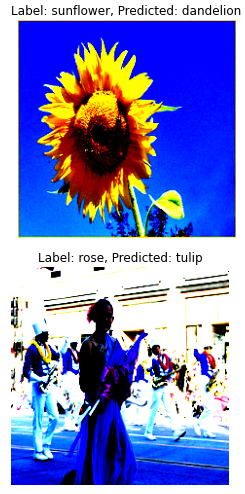 Label: sunflower, Predicted: dandelion
Label: rose, Predicted: tulip